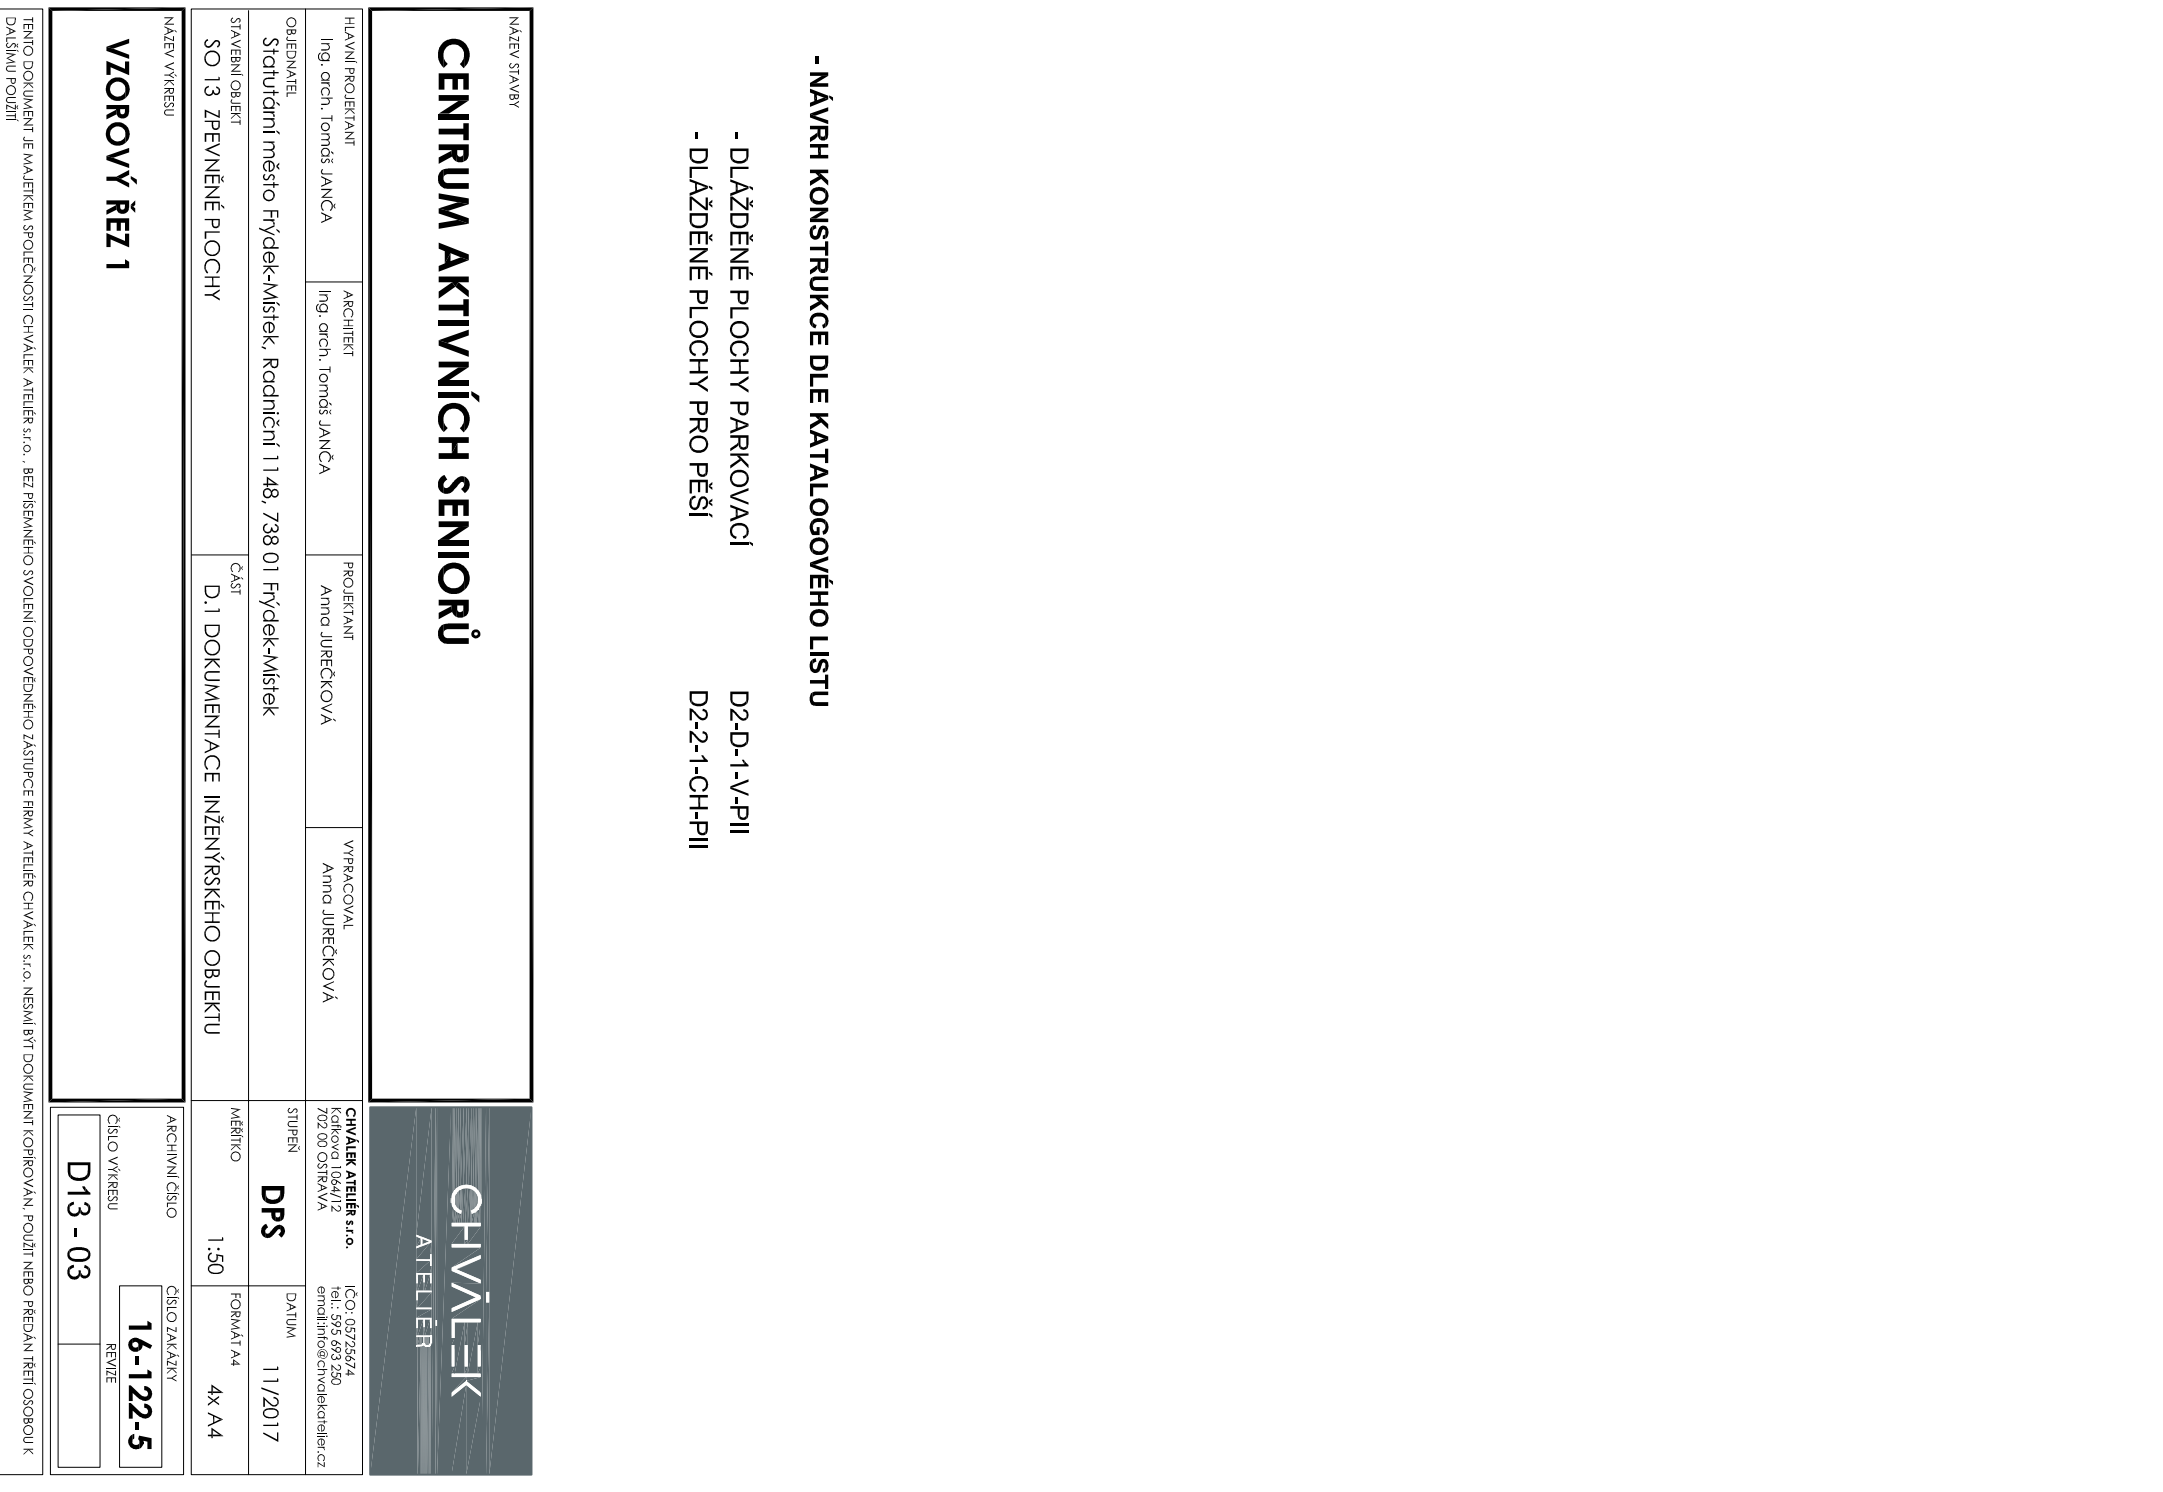 - NÁVRH KONSTRUKCE DLE KATALOGOVÉHO LISTU
- DLÁŽDĚNÉ PLOCHY PARKOVACÍ D2-D-1-V-PII
- DLÁŽDĚNÉ PLOCHY PRO PĚŠÍ D2-2-1-CH-PII
NÁZEV STAVBY
CENTRUM AKTIVNÍCH SENIORŮ
CHVÁLEK
ATELIÉR
HLAVNÍ PROJEKTANT
Ing. arch. Tomáš JANČA
ARCHITEKT
Ing. arch. Tomáš JANČA
PROJEKTANT
Anna JUREČKOVÁ
VYPRACOVAL
Anna JUREČKOVÁ
CHVÁLEK ATELIÉR s.r.o.
Kafkova 1064/12
702 00 OSTRAVA
IČO: 05725674
tel.: 595 693 250
email:info@chvalekatelier.cz
OBJEDNATEL
Statutární město Frýdek-Místek, Radniční 1148, 738 01 Frýdek-Místek
STUPEŇ
DPS
DATUM
11/2017
STAVEBNÍ OBJEKT
SO 13 ZPEVNĚNÉ PLOCHY
ČÁST
D.1 DOKUMENTACE INŽENÝRSKÉHO OBJEKTU
MĚŘÍTKO
1:50
FORMÁT A4
4x A4
NÁZEV VÝKRESU
VZOROVÝ ŘEZ 1
ARCHIVNÍ ČÍSLO
ČÍSLO ZAKÁZKY
16-122-5
ČÍSLO VÝKRESU
REVIZE
D13 - 03
TENTO DOKUMENT JE MAJETKEM SPOLEČNOSTI CHVÁLEK ATELIÉR s.r.o. , BEZ PÍSEMNÉHO SVOLENÍ ODPOVĚDNÉHO ZÁSTUPCE FIRMY ATELIÉR CHVÁLEK s.r.o. NESMÍ BÝT DOKUMENT KOPÍROVÁN, POUŽIT NEBO PŘEDÁN TŘETÍ OSOBOU K
DALŠÍMU POUŽITÍ